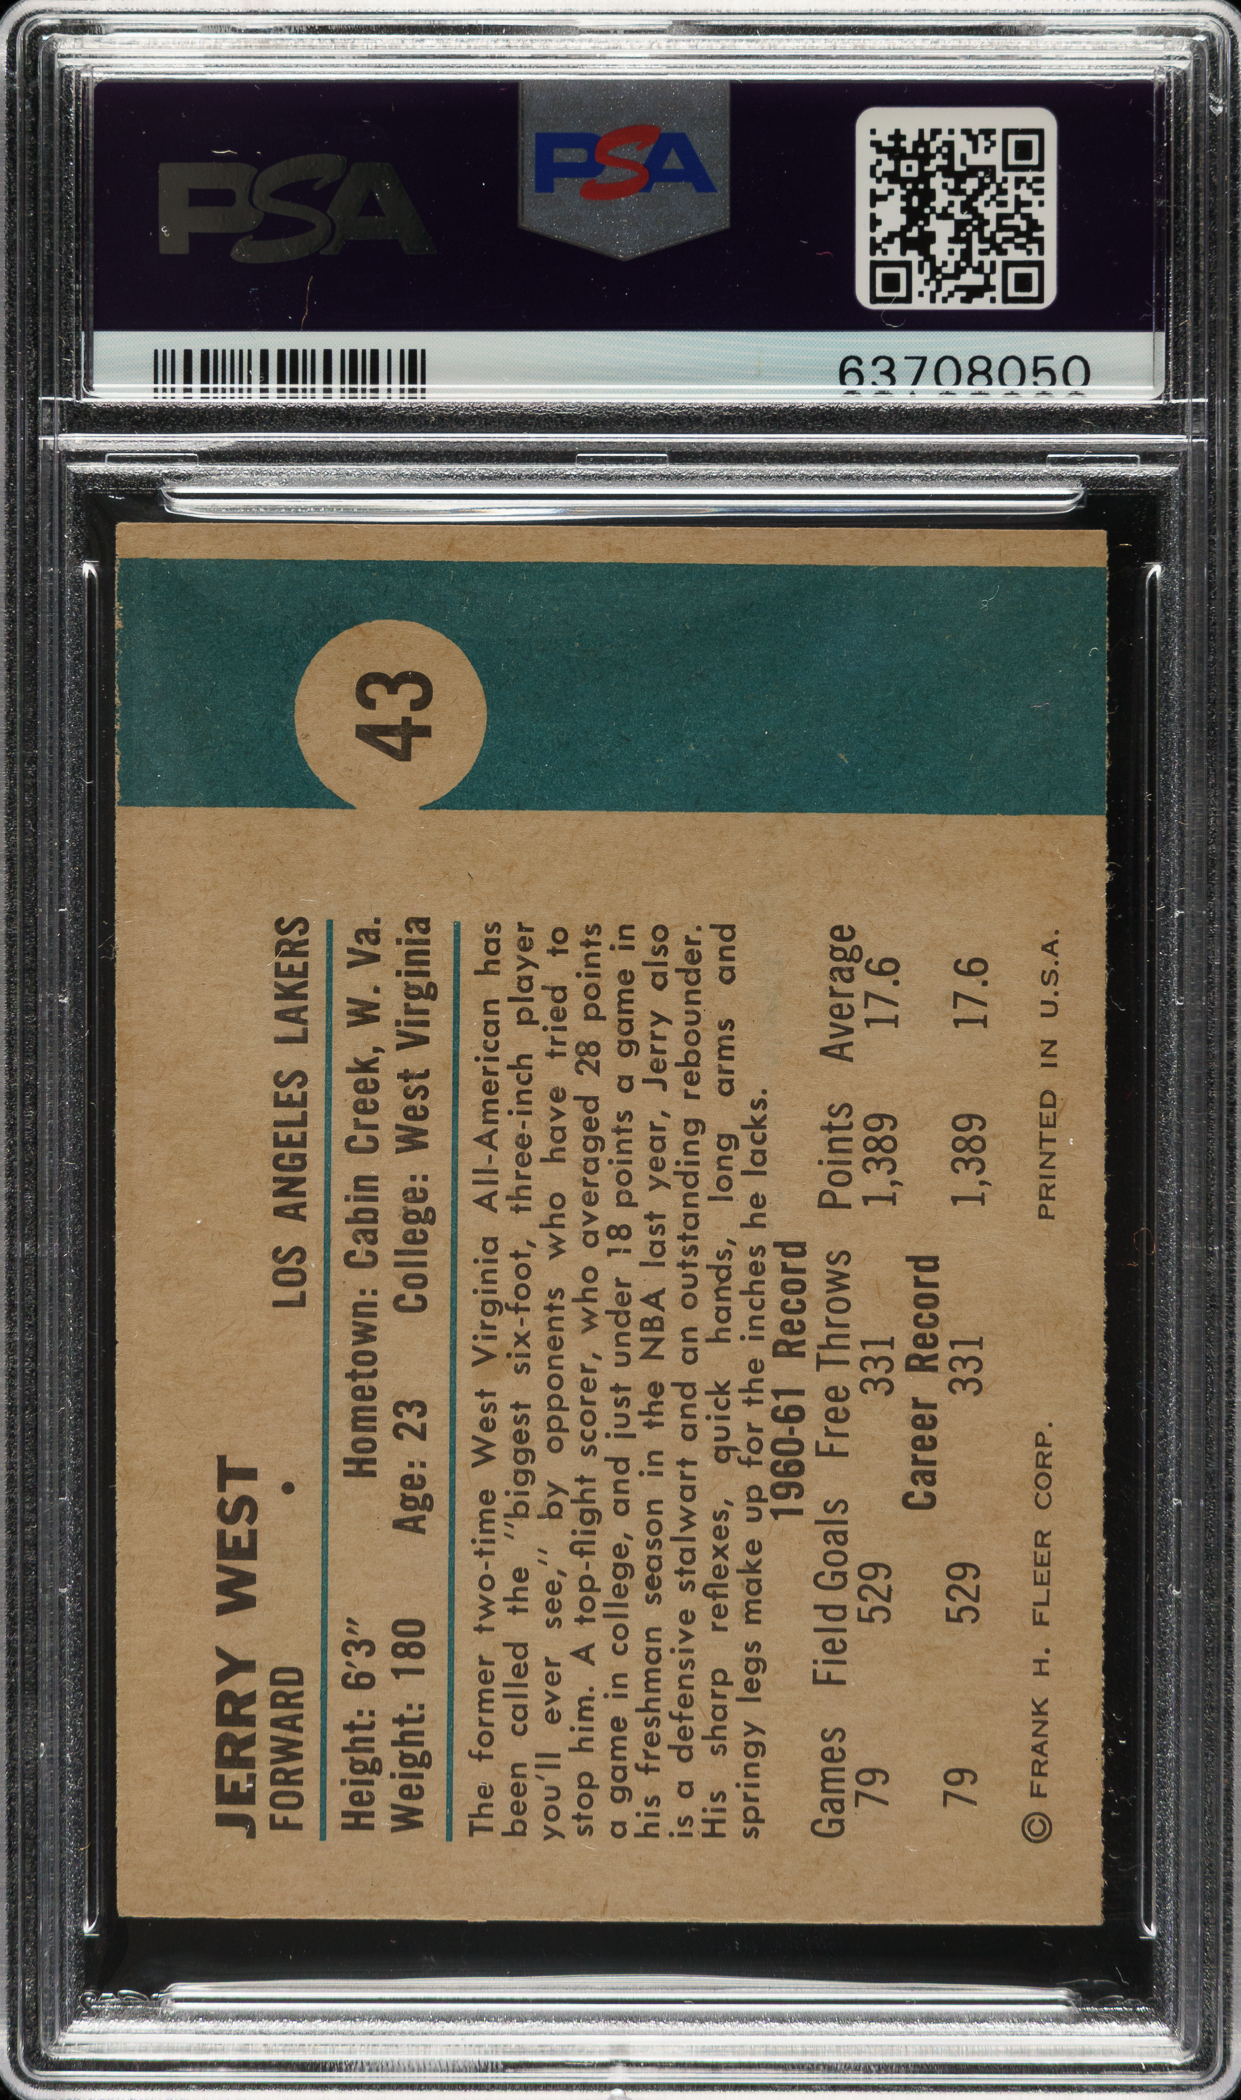 PSA
PSA
63708050
43
JERRY WEST
FORWARD • LOS ANGELES LAKERS
Height: 6'3" Hometown: Cabin Creek, W. Va.
Weight: 180 Age: 23 College: West Virginia
The former two-time West Virginia All-American has
been called the "biggest six-foot, three-inch player
you'll ever see," by opponents who have tried to
stop him. A top-flight scorer, who averaged 28 points
a game in college, and just under 18 points a game in
his freshman season in the NBA last year, Jerry also
is a defensive stalwart and an outstanding rebounder.
His sharp reflexes, quick hands, long arms and
springy legs make up for the inches he lacks.
1960-61 Record
Games Field Goals Free Throws Points Average
79 529 331 1,389 17.6
Career Record
79 529 331 1,389 17.6
© FRANK H. FLEER CORP. PRINTED IN U.S.A.